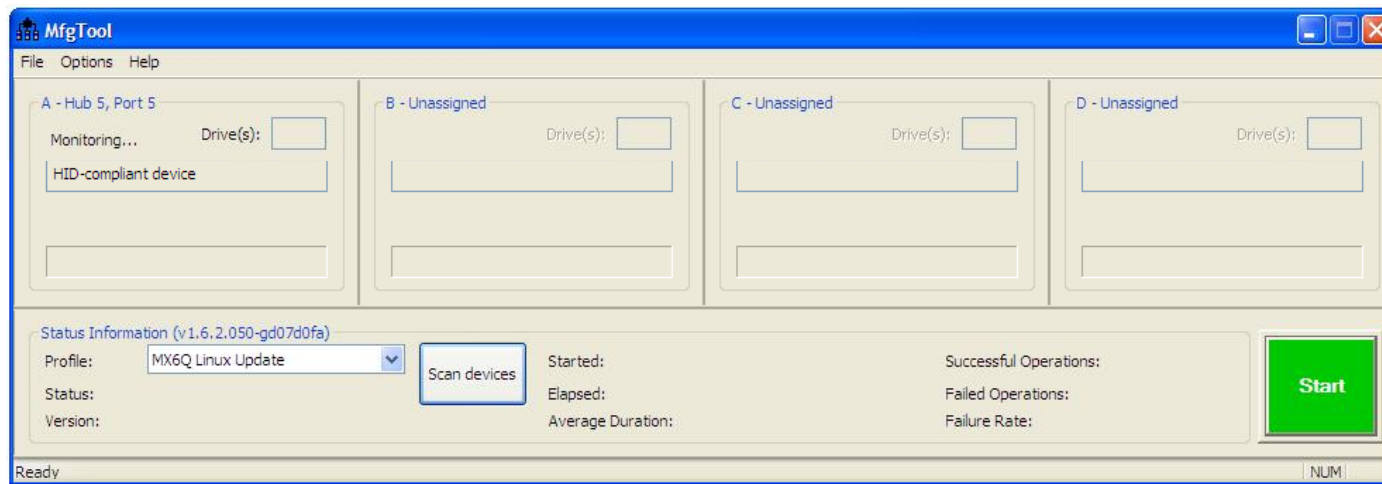 MfgTool
File Options Help
A - Hub 5, Port 5
Monitoring... Drive(s):
HID-compliant device
B - Unassigned
Drive(s):
C - Unassigned
Drive(s):
D - Unassigned
Drive(s):
Status Information (v1.6.2.050-gd07d0fa)
Profile: MX6Q Linux Update
Status:
Version:
Scan devices
Started:
Elapsed:
Average Duration:
Successful Operations:
Failed Operations:
Failure Rate:
Start
Ready NUM